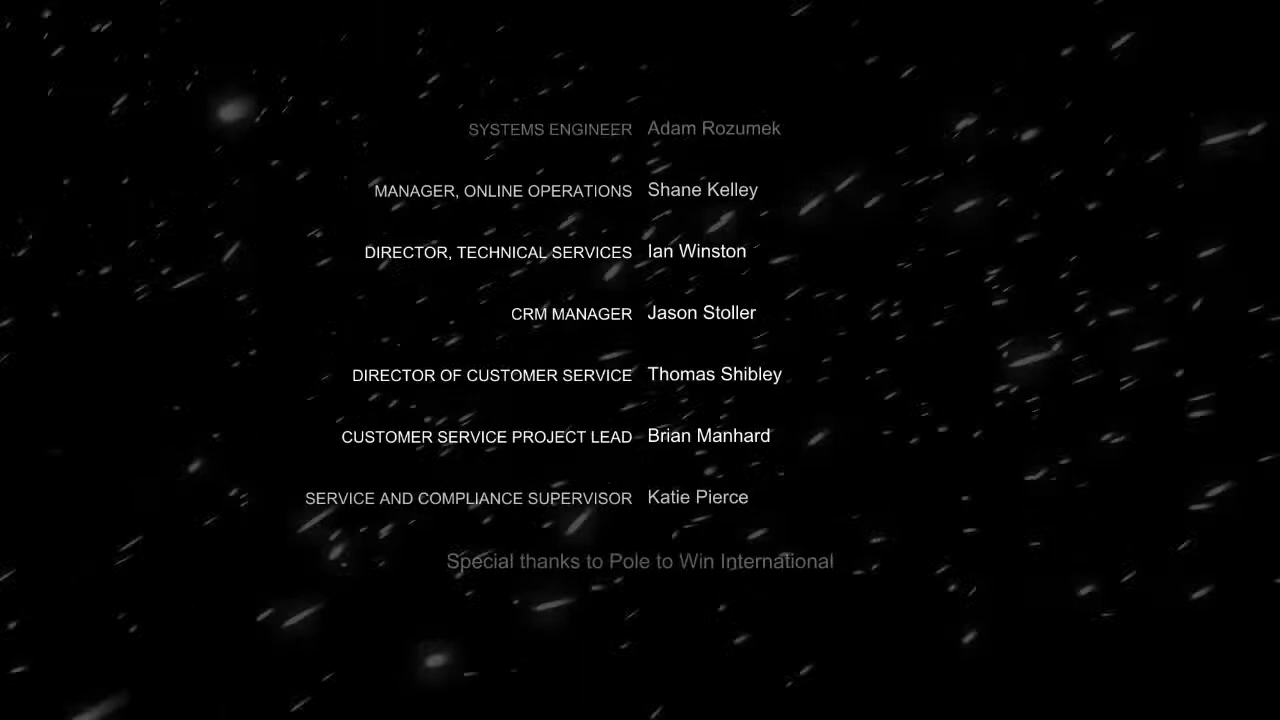 SYSTEMS ENGINEER Adam Rozumek
MANAGER, ONLINE OPERATIONS Shane Kelley
DIRECTOR, TECHNICAL SERVICES Ian Winston
CRM MANAGER Jason Stoller
DIRECTOR OF CUSTOMER SERVICE Thomas Shibley
CUSTOMER SERVICE PROJECT LEAD Brian Manhard
SERVICE AND COMPLIANCE SUPERVISOR Katie Pierce
Special thanks to Pole to Win International